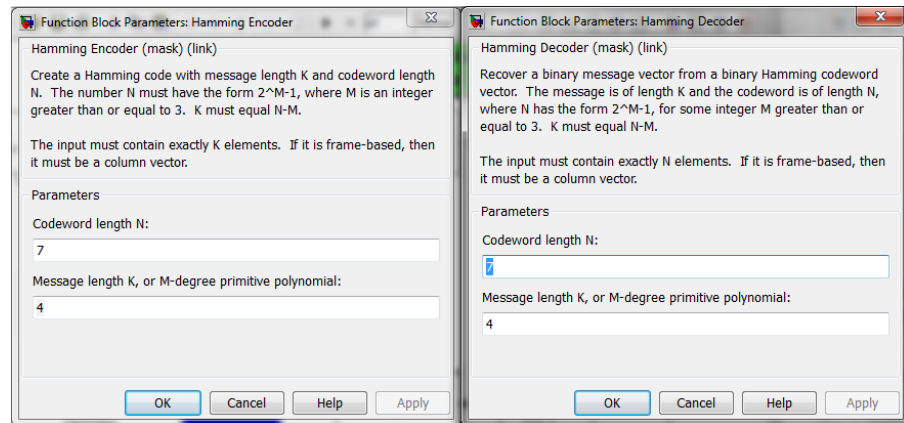 Function Block Parameters: Hamming Encoder
Hamming Encoder (mask) (link)
Create a Hamming code with message length K and codeword length
N. The number N must have the form 2^M-1, where M is an integer
greater than or equal to 3. K must equal N-M.
The input must contain exactly K elements. If it is frame-based, then
it must be a column vector.
Parameters
Codeword length N:
7
Message length K, or M-degree primitive polynomial:
4
OK Cancel Help Apply
Function Block Parameters: Hamming Decoder
Hamming Decoder (mask) (link)
Recover a binary message vector from a binary Hamming codeword
vector. The message is of length K and the codeword is of length N,
where N has the form 2^M-1, for some integer M greater than or
equal to 3. K must equal N-M.
The input must contain exactly N elements. If it is frame-based, then
it must be a column vector.
Parameters
Codeword length N:
7
Message length K, or M-degree primitive polynomial:
4
OK Cancel Help Apply